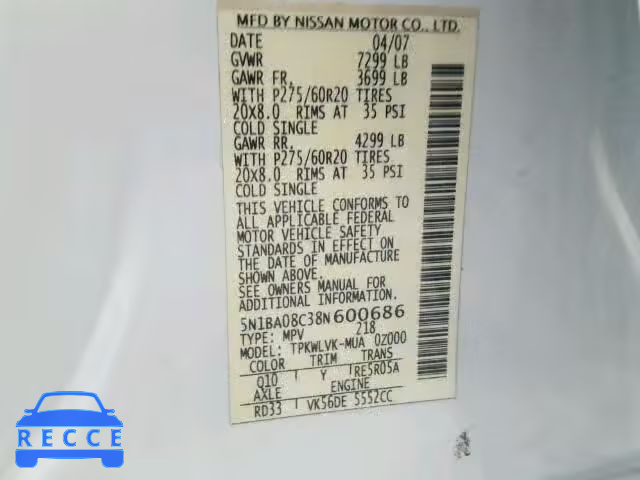 MFD BY NISSAN MOTOR CO., LTD.
DATE 04/07
GVWR 7299 LB
GAWR FR, 3699 LB
WITH P275/60R20 TIRES
20X8.0 RIMS AT 35 PSI
COLD SINGLE
GAWR RR, 4299 LB
WITH P275/60R20 TIRES
20X8.0 RIMS AT 35 PSI
COLD SINGLE
THIS VEHICLE CONFORMS TO
ALL APPLICABLE FEDERAL
MOTOR VEHICLE SAFETY
STANDARDS IN EFFECT ON
THE DATE OF MANUFACTURE
SHOWN ABOVE.
SEE OWNERS MANUAL FOR
ADDITIONAL INFORMATION.
5N1BA08C38N600686
TYPE: MPV 218
MODEL: TPKWLVK-MUA 0Z000
COLOR TRIM TRANS
Q10 Y RE5R05A
AXLE ENGINE
RD33 VK56DE 5552CC
RECCE